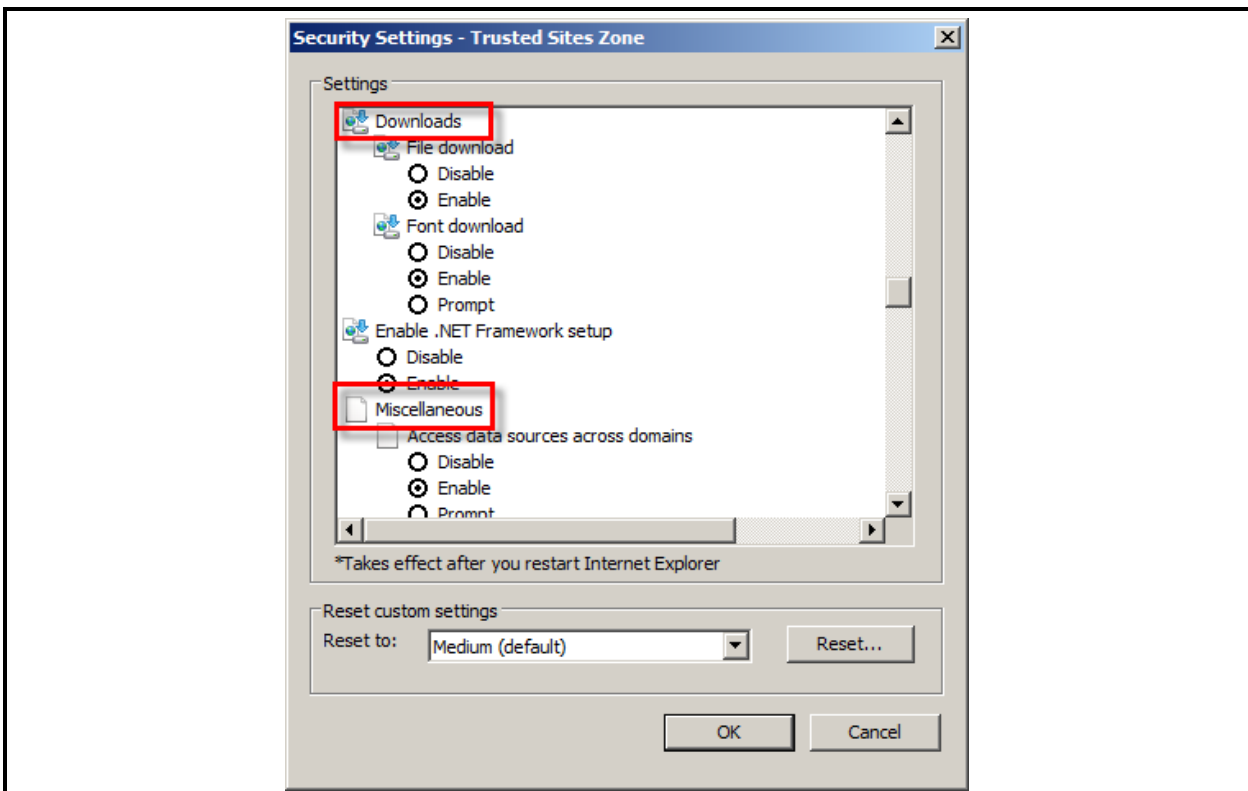 Security Settings - Trusted Sites Zone
Settings
Downloads
File download
Disable
Enable
Font download
Disable
Enable
Prompt
Enable .NET Framework setup
Disable
Enable
Miscellaneous
Access data sources across domains
Disable
Enable
Prompt
*Takes effect after you restart Internet Explorer
Reset custom settings
Reset to: Medium (default) Reset...
OK Cancel